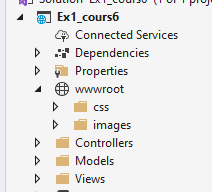 Ex1_cours6
Connected Services
Dependencies
Properties
wwwroot
css
images
Controllers
Models
Views